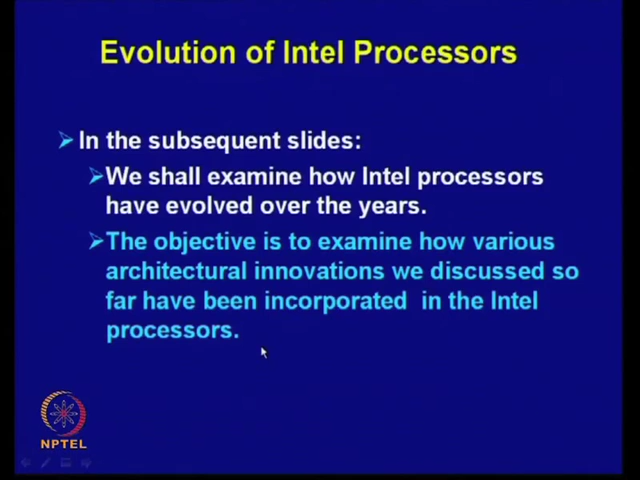 Evolution of Intel Processors
In the subsequent slides:
We shall examine how Intel processors
have evolved over the years.
The objective is to examine how various
architectural innovations we discussed so
far have been incorporated in the Intel
processors.
NPTEL